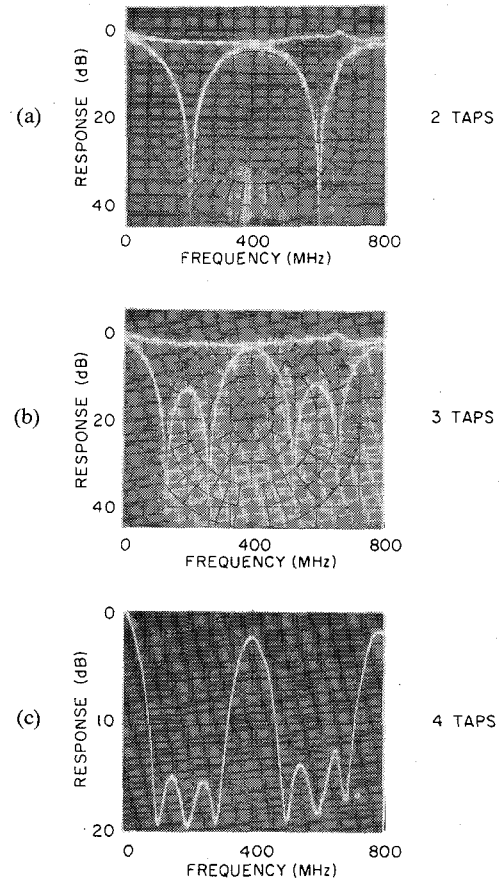 (a)
RESPONSE (dB)
0
20
40
0 400 800
FREQUENCY (MHz)
2 TAPS
(b)
RESPONSE (dB)
0
20
40
0 400 800
FREQUENCY (MHz)
3 TAPS
(c)
RESPONSE (dB)
0
10
20
0 400 800
FREQUENCY (MHz)
4 TAPS